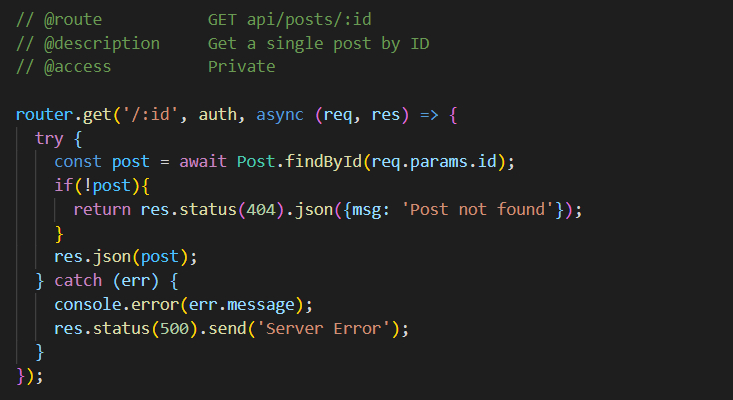 // @route           GET api/posts/:id
// @description     Get a single post by ID
// @access          Private
router.get('/:id', auth, async (req, res) => {
  try {
    const post = await Post.findById(req.params.id);
    if(!post){
      return res.status(404).json({msg: 'Post not found'});
    }
    res.json(post);
  } catch (err) {
    console.error(err.message);
    res.status(500).send('Server Error');
  }
});